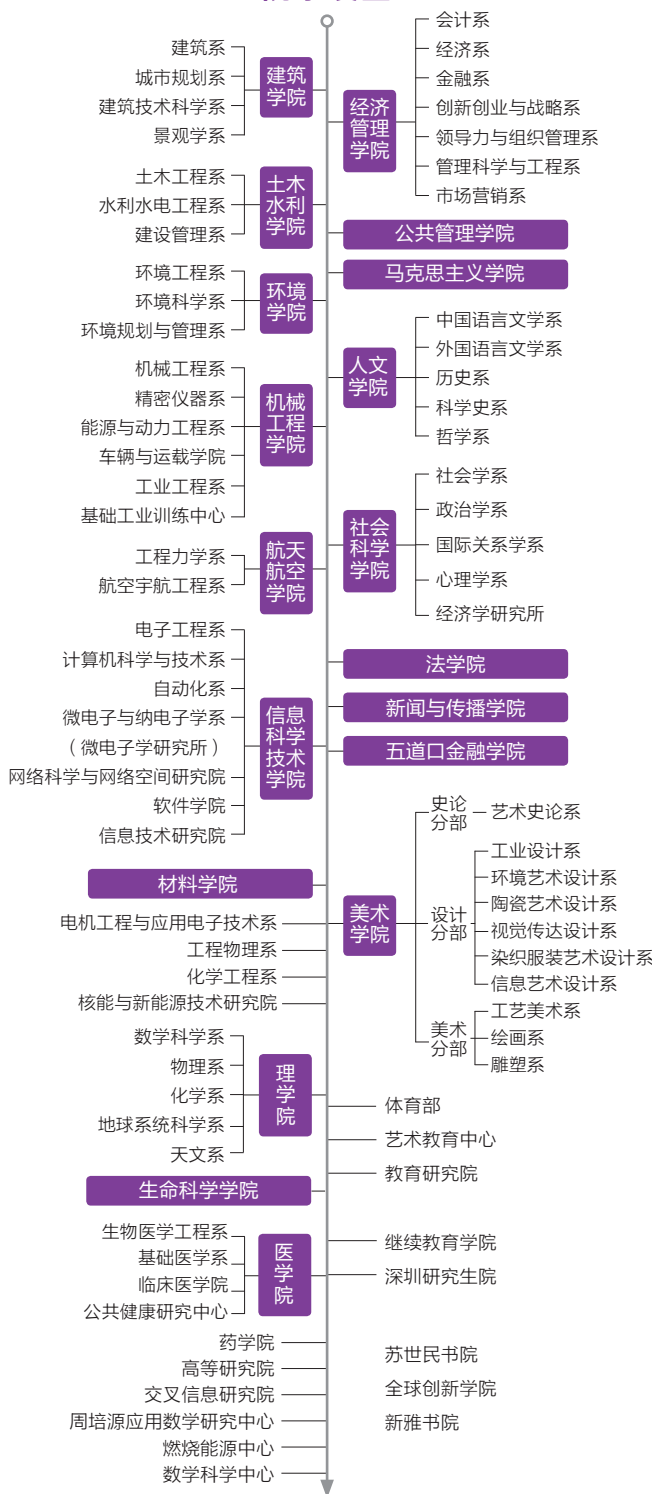 建筑系
城市规划系
建筑技术科学系
景观学系
建筑
学院
土木工程系
水利水电工程系
建设管理系
土木
水利
学院
环境工程系
环境科学系
环境规划与管理系
环境
学院
机械工程系
精密仪器系
能源与动力工程系
车辆与运载学院
工业工程系
基础工业训练中心
机械
工程
学院
工程力学系
航空宇航工程系
航天
航空
学院
电子工程系
计算机科学与技术系
自动化系
微电子与纳电子学系
（微电子学研究所）
网络科学与网络空间研究院
软件学院
信息技术研究院
信息
科学
技术
学院
材料学院
电机工程与应用电子技术系
工程物理系
化学工程系
核能与新能源技术研究院
数学科学系
物理系
化学系
地球系统科学系
天文系
理
学
院
生命科学学院
生物医学工程系
基础医学系
临床医学院
公共健康研究中心
医
学
院
药学院
高等研究院
交叉信息研究院
周培源应用数学研究中心
燃烧能源中心
数学科学中心
经济
管理
学院
会计系
经济系
金融系
创新创业与战略系
领导力与组织管理系
管理科学与工程系
市场营销系
公共管理学院
马克思主义学院
人文
学院
中国语言文学系
外国语言文学系
历史系
科学史系
哲学系
社会
科学
学院
社会学系
政治学系
国际关系学系
心理学系
经济学研究所
法学院
新闻与传播学院
五道口金融学院
美术
学院
史论
分部
艺术史论系
设计
分部
工业设计系
环境艺术设计系
陶瓷艺术设计系
视觉传达设计系
染织服装艺术设计系
信息艺术设计系
美术
分部
工艺美术系
绘画系
雕塑系
体育部
艺术教育中心
教育研究院
继续教育学院
深圳研究生院
苏世民书院
全球创新学院
新雅书院